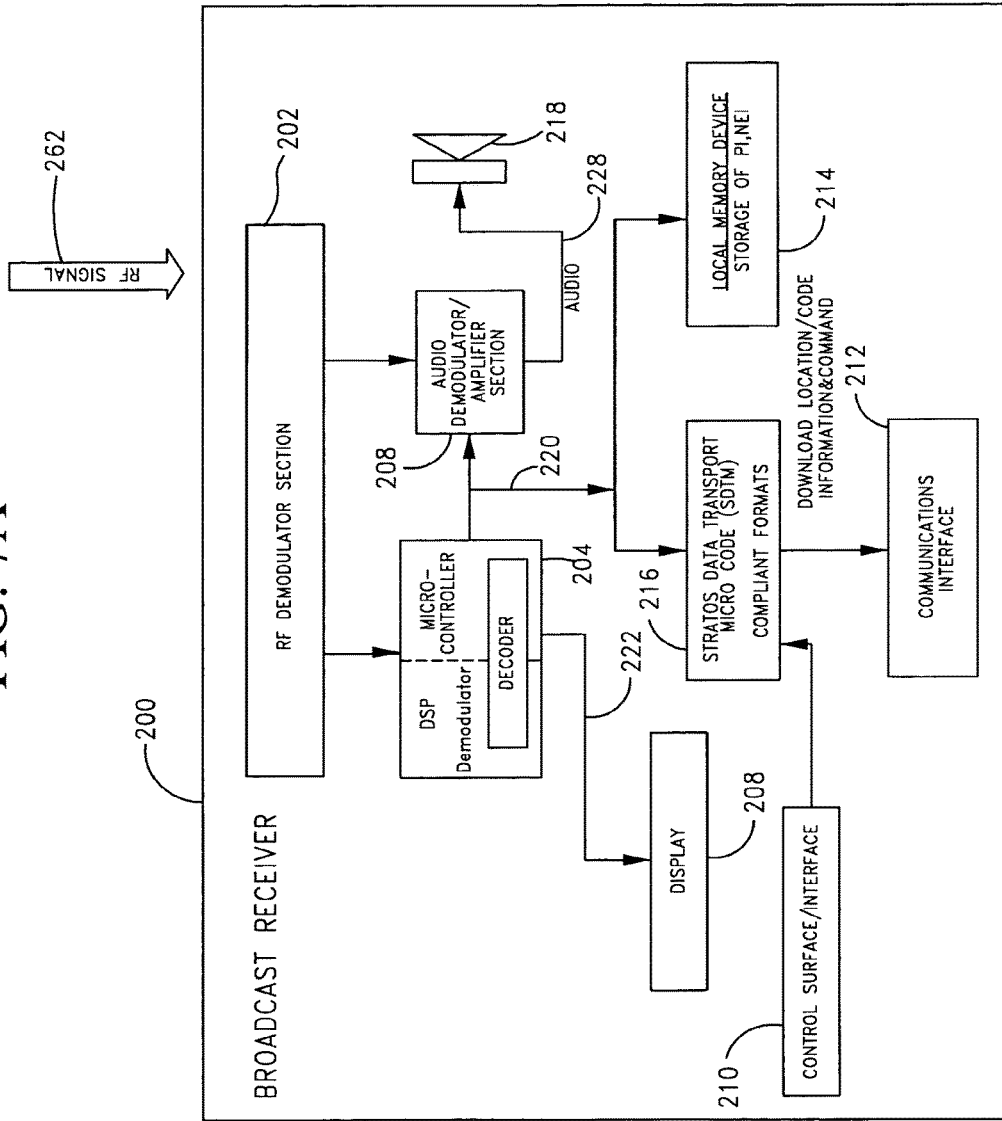 FIG. 7A
262
RF SIGNAL
200
BROADCAST RECEIVER
202
RF DEMODULATOR SECTION
DSP
Demodulator
MICRO-
CONTROLLER
DECODER
204
208
AUDIO
DEMODULATOR/
AMPLIFIER
SECTION
218
228
AUDIO
220
222
DISPLAY
208
216
STRATOS DATA TRANSPORT
MICRO CODE (SDTM)
COMPLIANT FORMATS
LOCAL MEMORY DEVICE
STORAGE OF PI,NEI
214
DOWNLOAD LOCATION/CODE
INFORMATION&COMMAND
210
CONTROL SURFACE/INTERFACE
212
COMMUNICATIONS
INTERFACE